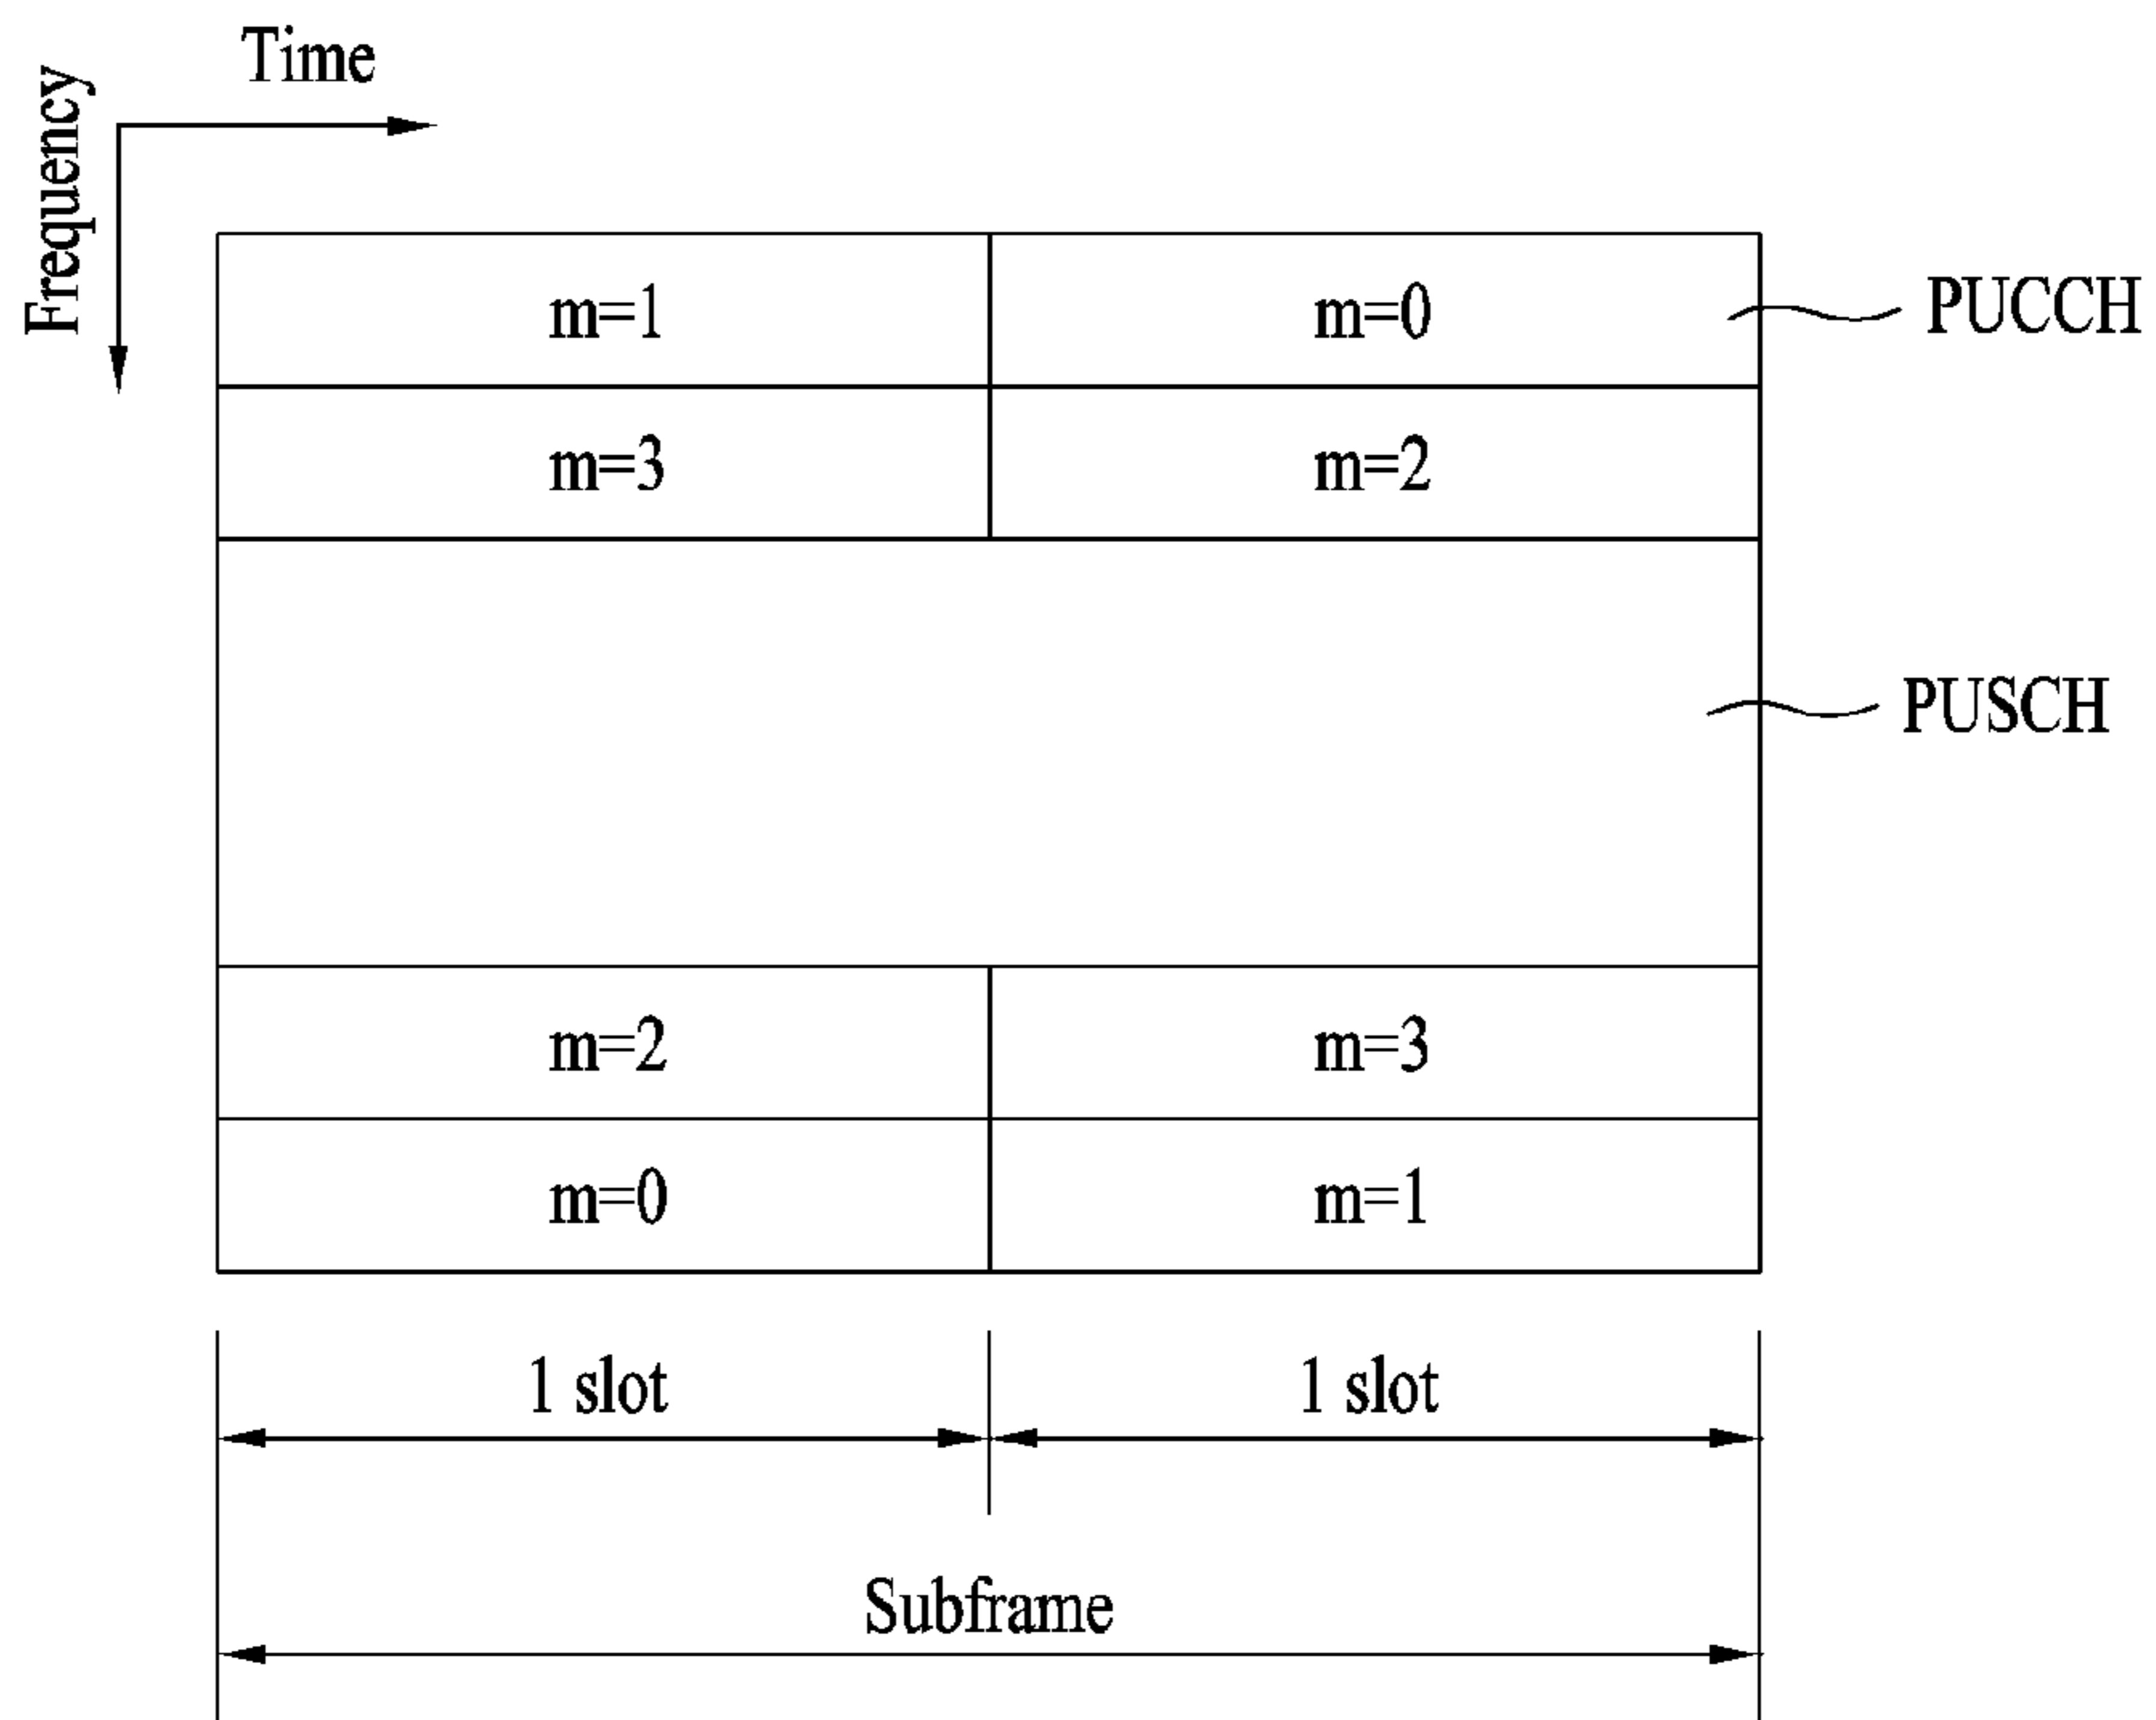 Time
Frequency
m=1 m=0 PUCCH
m=3 m=2
PUSCH
m=2 m=3
m=0 m=1
1 slot 1 slot
Subframe